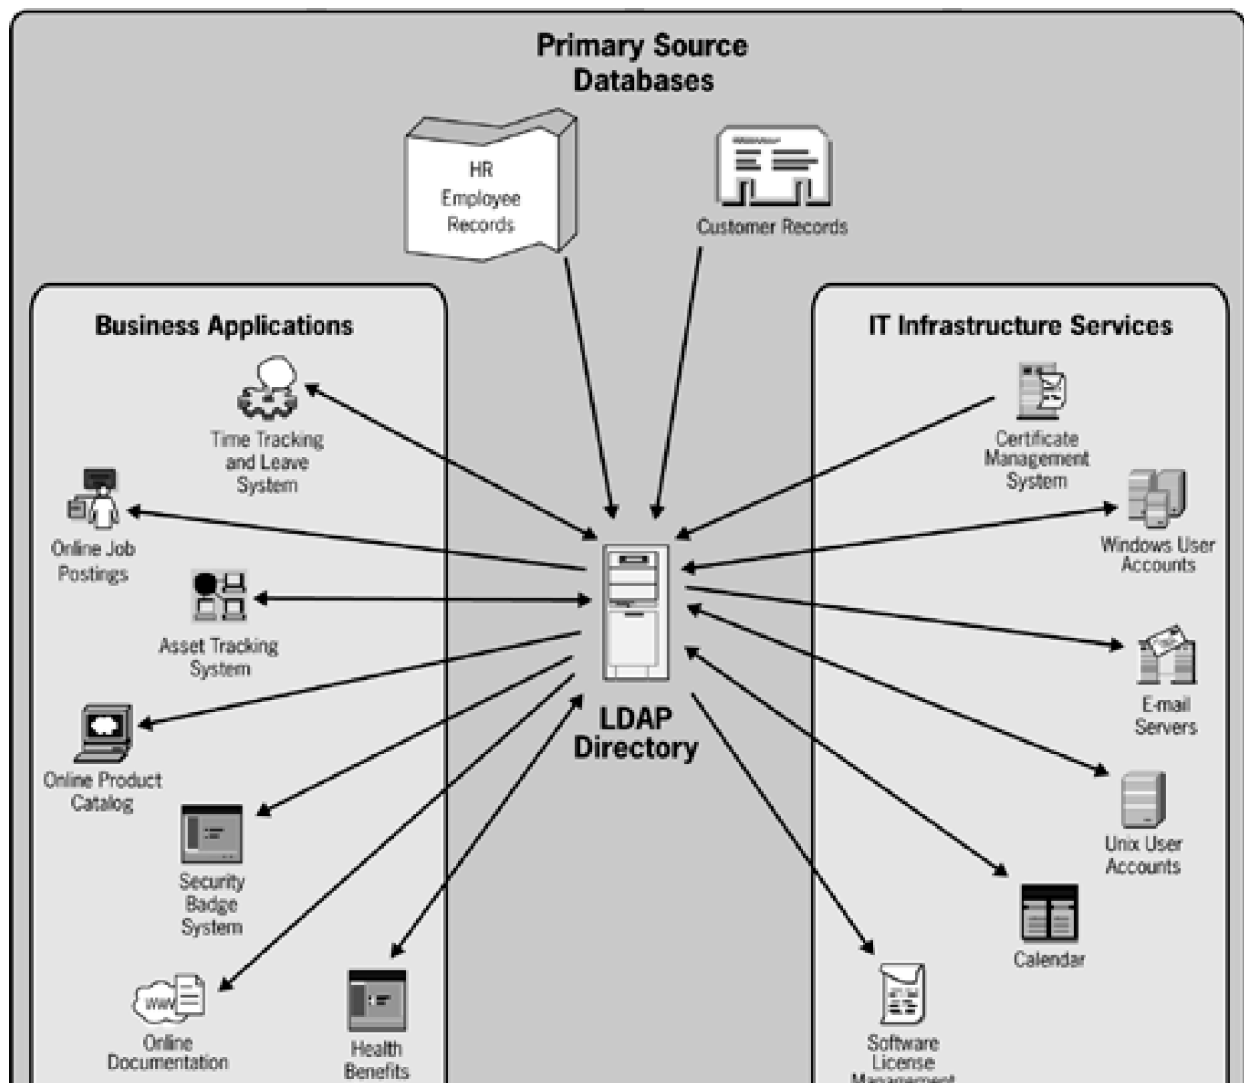 Primary Source
Databases
HR
Employee
Records
Customer Records
Business Applications
Time Tracking
and Leave
System
Online Job
Postings
Asset Tracking
System
Online Product
Catalog
Security
Badge
System
WWW
Online
Documentation
Health
Benefits
LDAP
Directory
IT Infrastructure Services
Certificate
Management
System
Windows User
Accounts
E-mail
Servers
Unix User
Accounts
Calendar
Software
License
Management